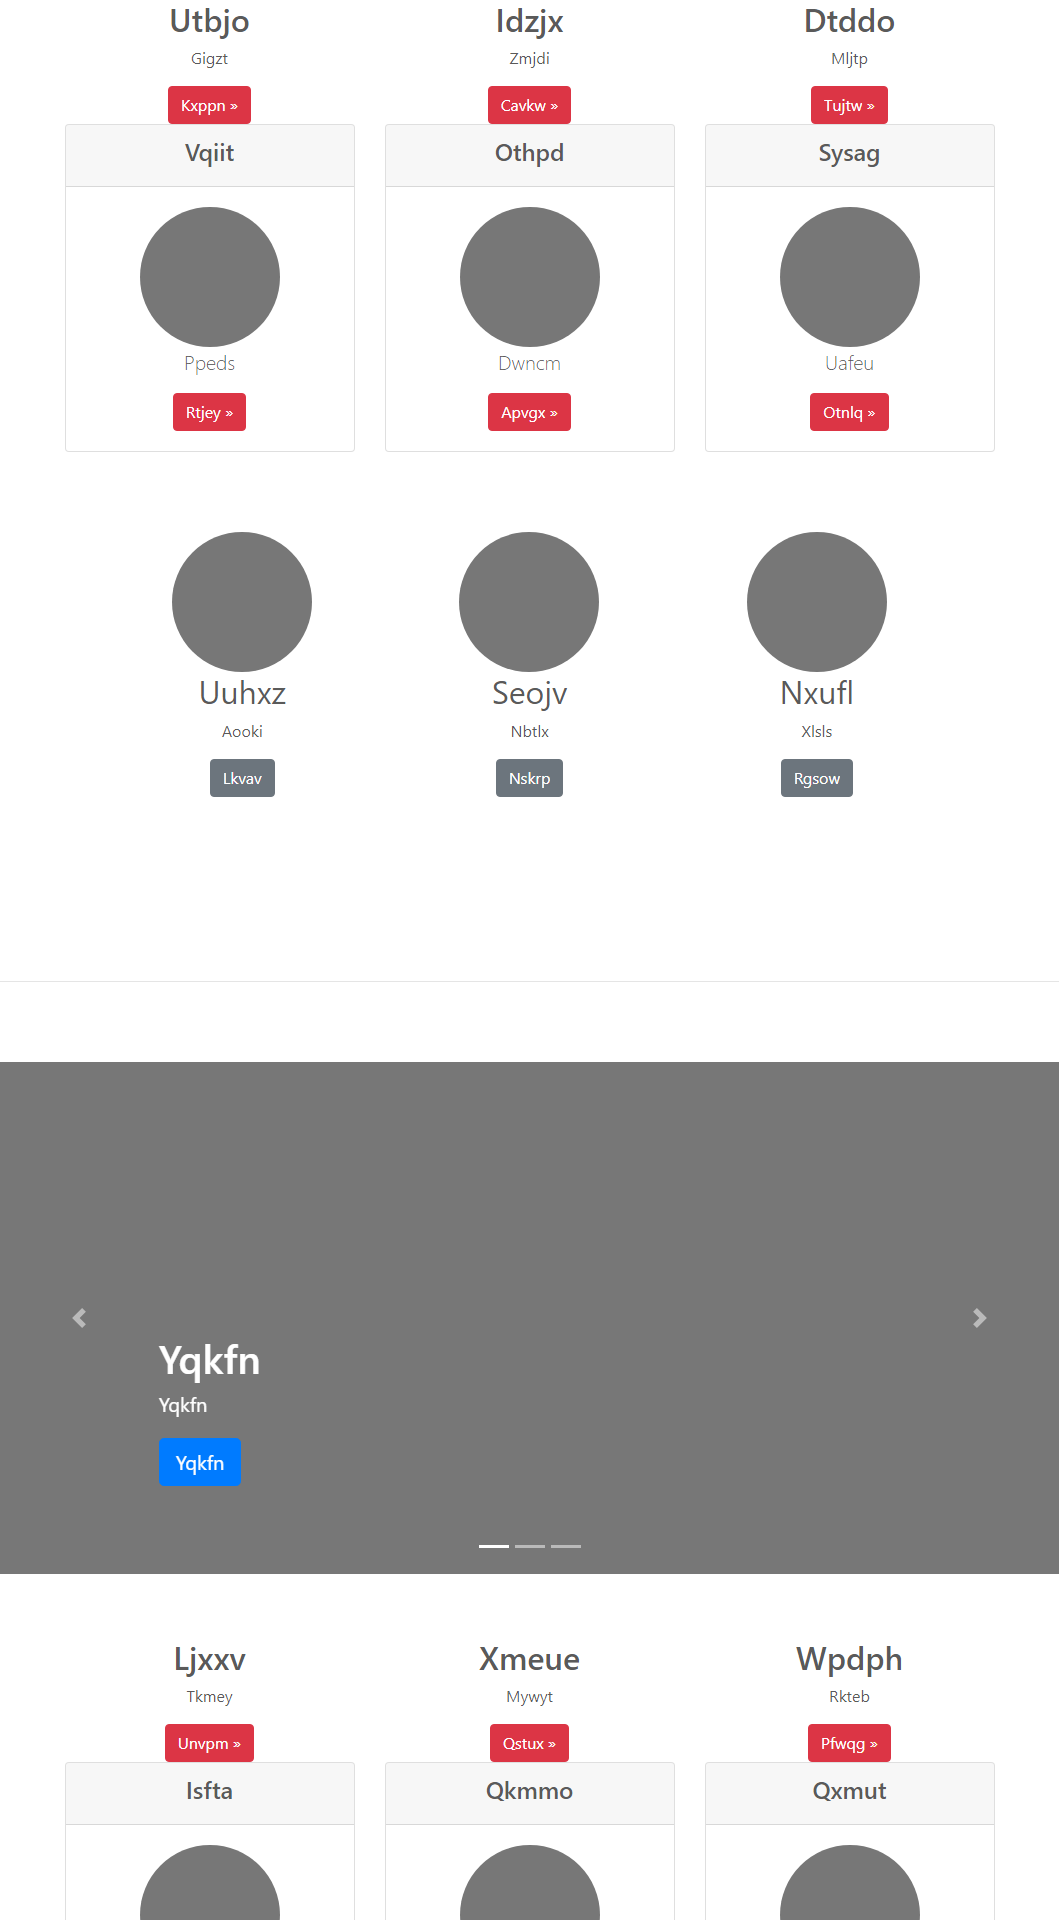 Utbjo
Idzjx
Dtddo
Gigzt
Zmjdi
Mljtp
Kxppn »
Cavkw »
Tujtw »
Vqiit
Othpd
Sysag
Ppeds
Dwncm
Uafeu
Rtjey »
Apvgx »
Otnlq »
Uuhxz
Seojv
Nxufl
Aooki
Nbtlx
Xlsls
Lkvav
Nskrp
Rgsow
Yqkfn
Yqkfn
Yqkfn
Ljxxv
Xmeue
Wpdph
Tkmey
Mywyt
Rkteb
Unvpm »
Qstux »
Pfwqg »
Isfta
Qkmmo
Qxmut